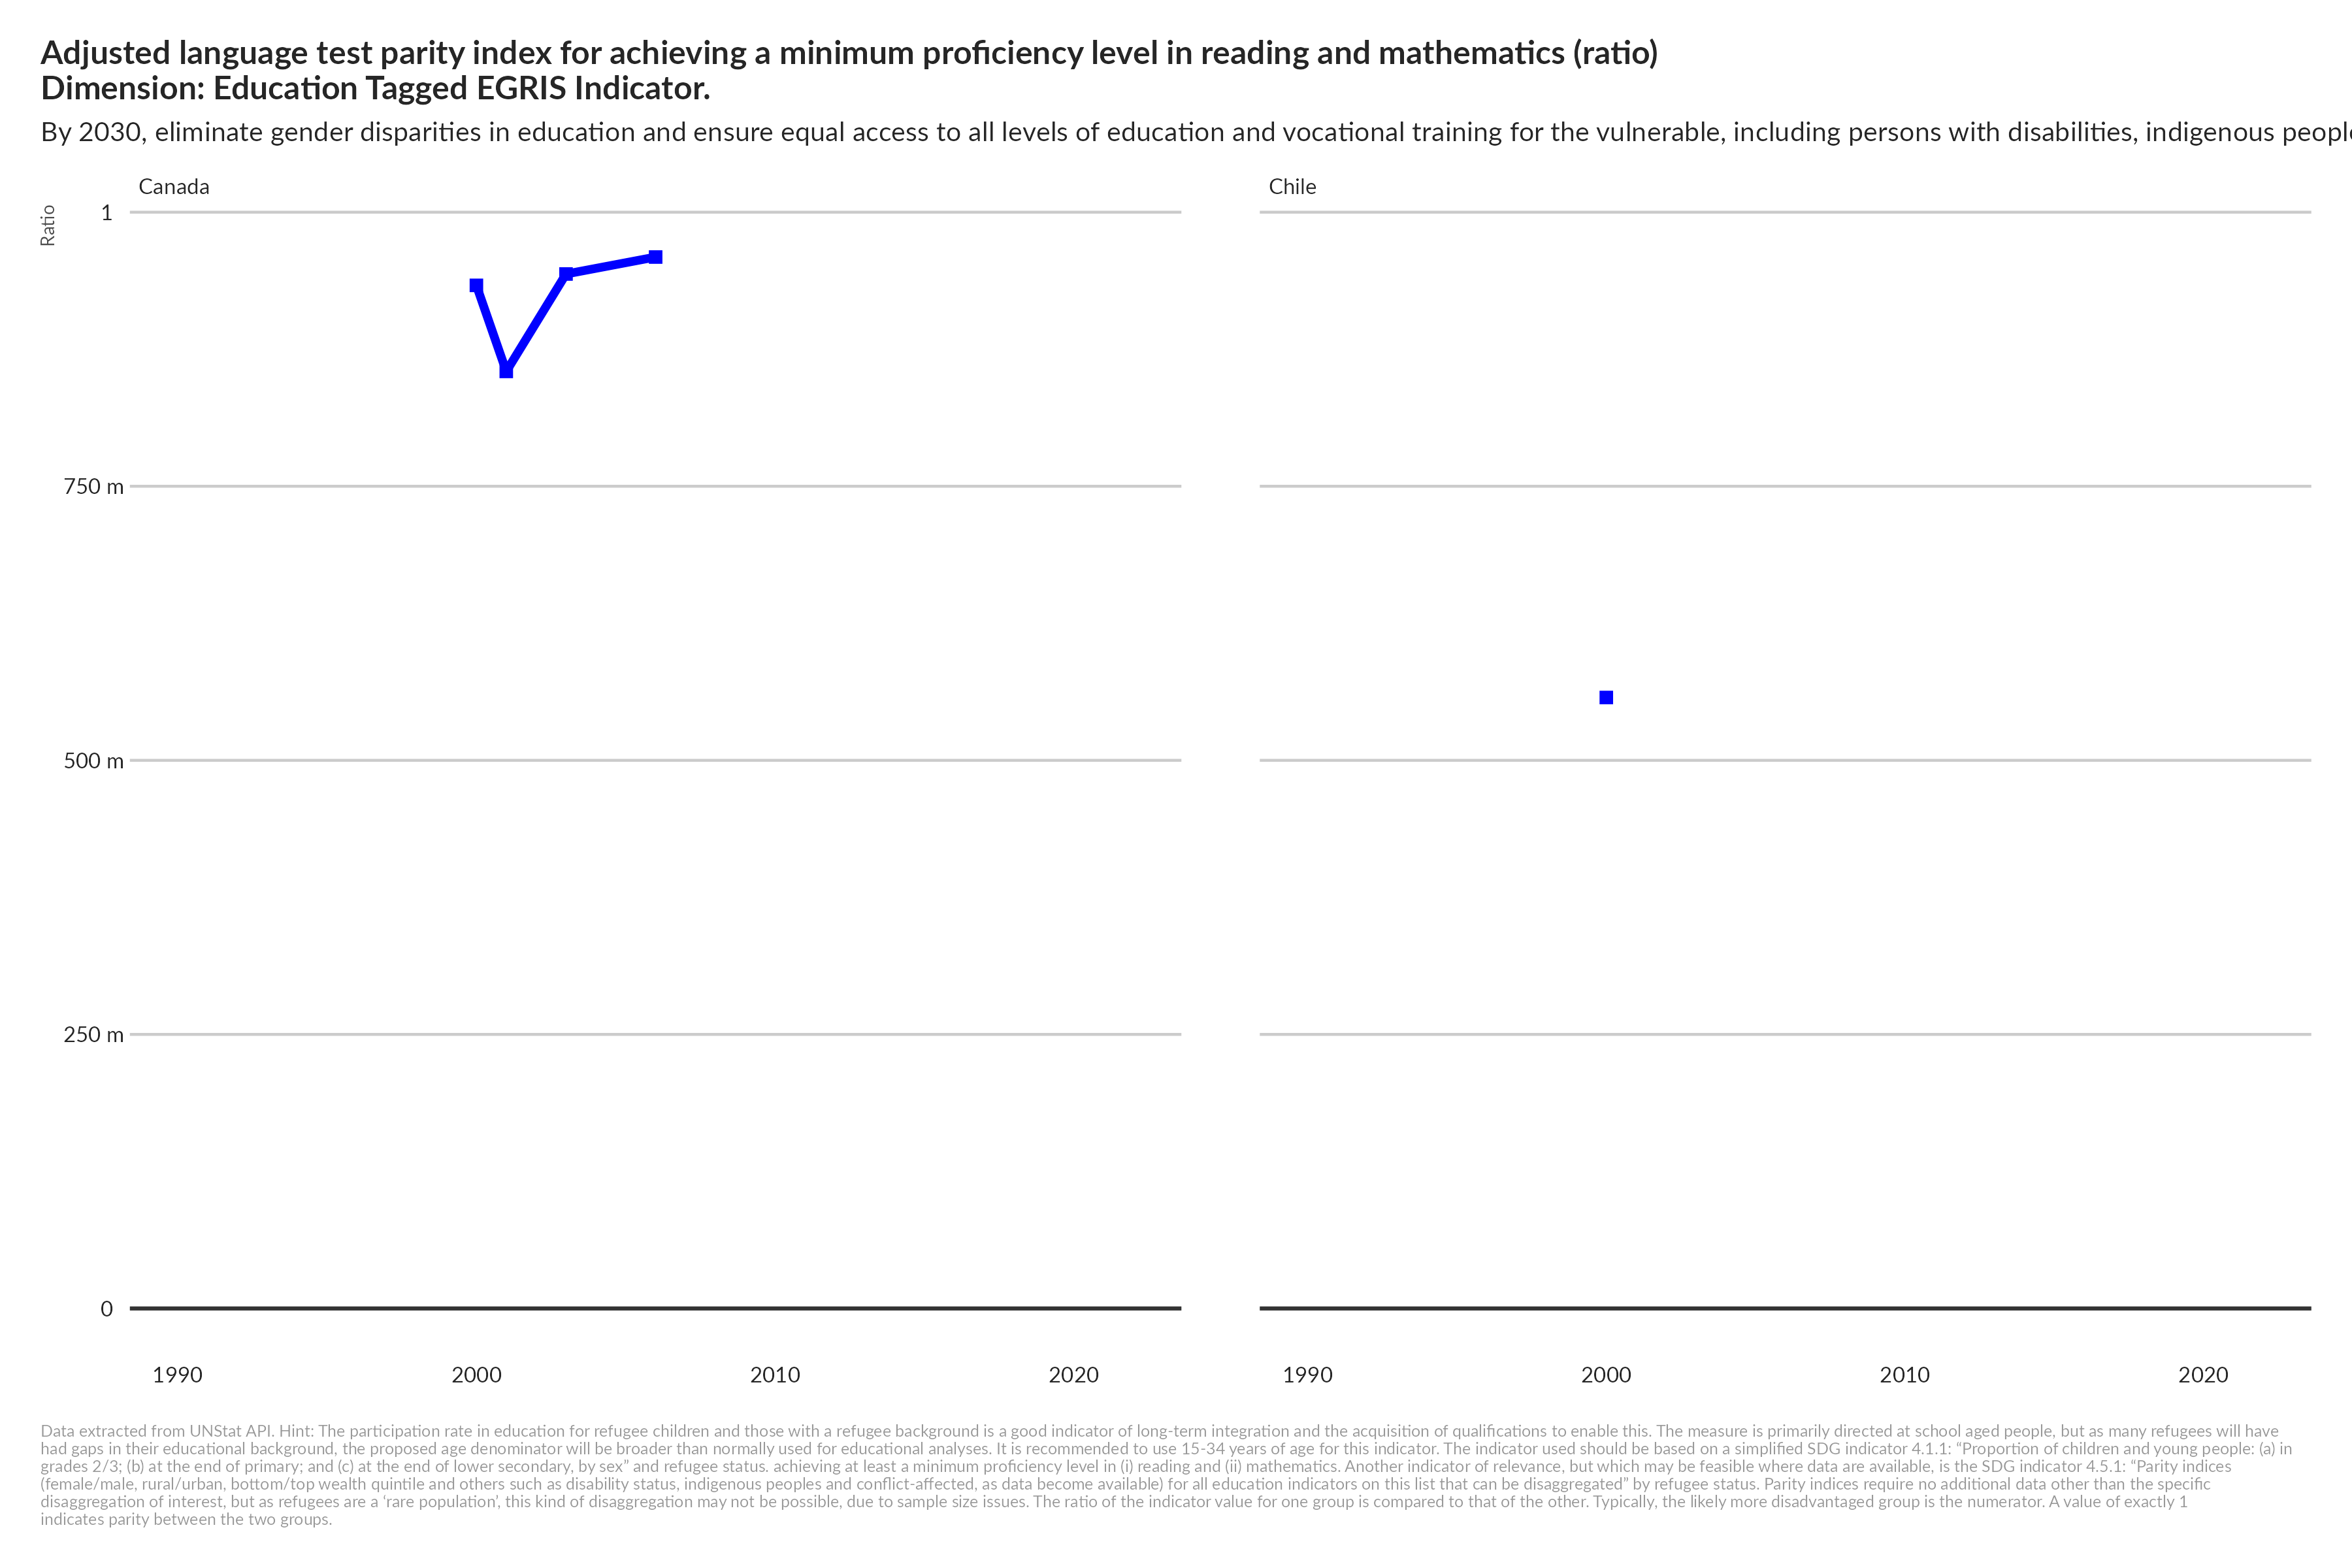 Adjusted language test parity index for achieving a minimum proficiency level in reading and mathematics (ratio)
Dimension: Education Tagged EGRIS Indicator.
By 2030, eliminate gender disparities in education and ensure equal access to all levels of education and vocational training for the vulnerable, including persons with disabilities, indigenous people
Canada
Chile
Ratio
1
750 m
500 m
250 m
0
1990 2000 2010 2020 1990 2000 2010 2020
Data extracted from UNStat API. Hint: The participation rate in education for refugee children and those with a refugee background is a good indicator of long-term integration and the acquisition of qualifications to enable this. The measure is primarily directed at school aged people, but as many refugees will have
had gaps in their educational background, the proposed age denominator will be broader than normally used for educational analyses. It is recommended to use 15-34 years of age for this indicator. The indicator used should be based on a simplified SDG indicator 4.1.1: “Proportion of children and young people: (a) in
grades 2/3; (b) at the end of primary; and (c) at the end of lower secondary, by sex” and refugee status. achieving at least a minimum proficiency level in (i) reading and (ii) mathematics. Another indicator of relevance, but which may be feasible where data are available, is the SDG indicator 4.5.1: “Parity indices
(female/male, rural/urban, bottom/top wealth quintile and others such as disability status, indigenous peoples and conflict-affected, as data become available) for all education indicators on this list that can be disaggregated” by refugee status. Parity indices require no additional data other than the specific
disaggregation of interest, but as refugees are a ‘rare population’, this kind of disaggregation may not be possible, due to sample size issues. The ratio of the indicator value for one group is compared to that of the other. Typically, the likely more disadvantaged group is the numerator. A value of exactly 1
indicates parity between the two groups.